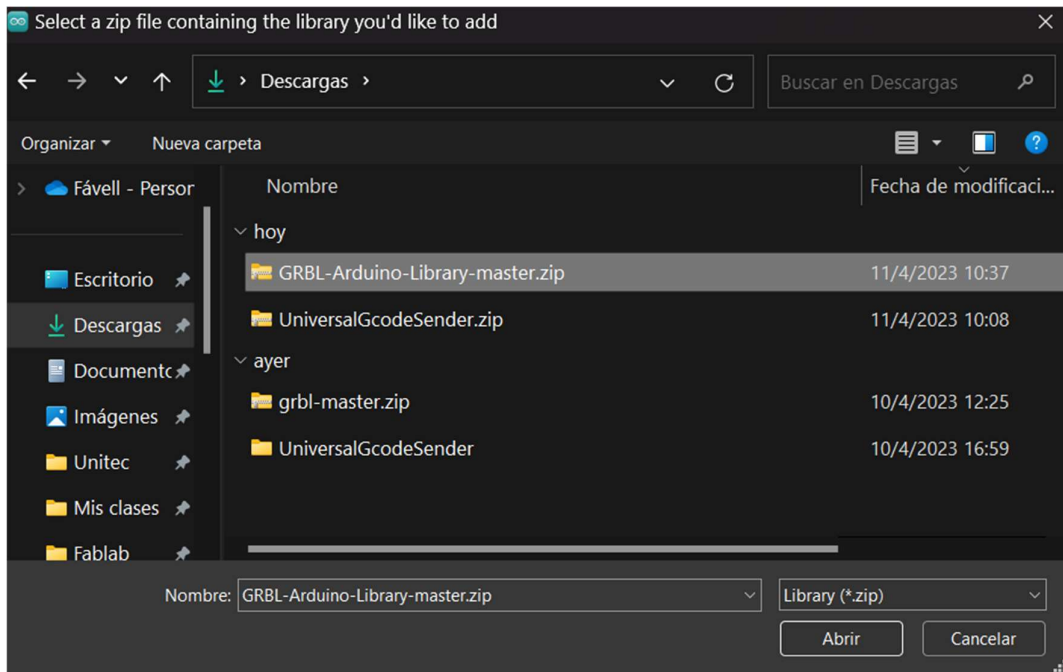 Select a zip file containing the library you'd like to add
Descargas
Buscar en Descargas
Organizar
Nueva carpeta
Fávell - Person
Nombre
Fecha de modificaci...
hoy
Escritorio
GRBL-Arduino-Library-master.zip
11/4/2023 10:37
Descargas
UniversalGcodeSender.zip
11/4/2023 10:08
ayer
Documentc
grbl-master.zip
10/4/2023 12:25
Imágenes
UniversalGcodeSender
10/4/2023 16:59
Unitec
Mis clases
Fablab
Nombre:
GRBL-Arduino-Library-master.zip
Library (*.zip)
Abrir
Cancelar